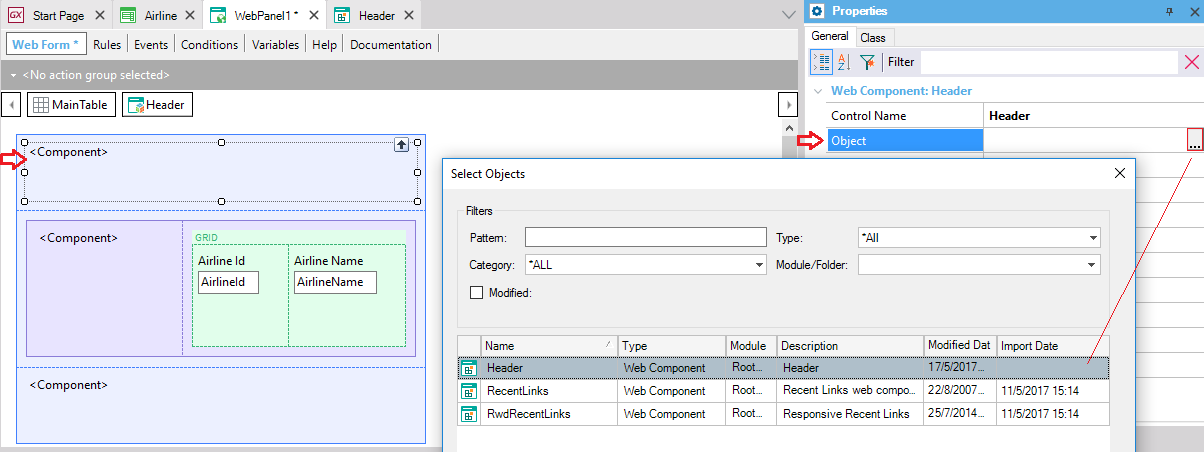 GX Start Page Airline WebPanel1 * Header
Web Form * Rules Events Conditions Variables Help Documentation
<No action group selected>
MainTable Header
<Component>
<Component>
GRID
Airline Id Airline Name
AirlineId AirlineName
<Component>
Properties
General Class
Filter
Web Component: Header
Control Name Header
Object ...
Select Objects
Filters
Pattern: Type: *All
Category: *ALL Module/Folder:
Modified:
Name Type Module Description Modified Dat Import Date
Header Web Component Root... Header 17/5/2017...
RecentLinks Web Component Root... Recent Links web compo... 22/8/2007... 11/5/2017 15:14
RwdRecentLinks Web Component Root... Responsive Recent Links 25/7/2014... 11/5/2017 15:14